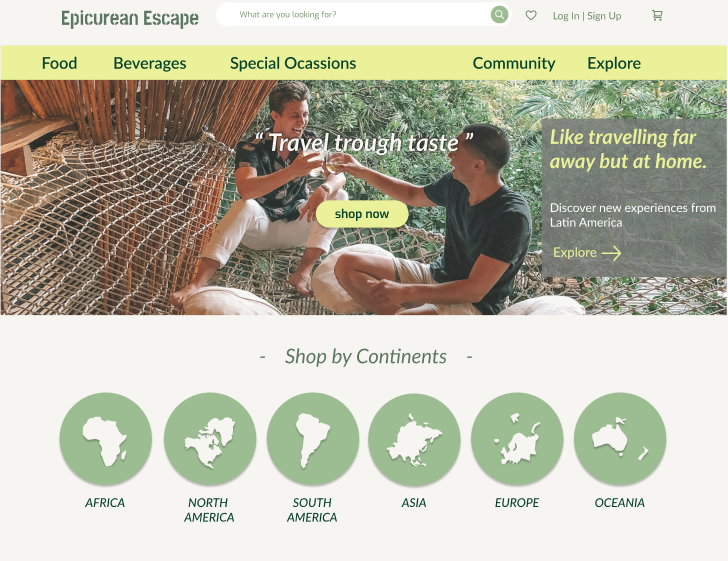 Epicurean Escape
What are you looking for?
Log In | Sign Up
Food Beverages Special Ocassions Community Explore
“ Travel trough taste ”
shop now
Like travelling far
away but at home.
Discover new experiences from
Latin America
Explore
- Shop by Continents -
AFRICA
NORTH
AMERICA
SOUTH
AMERICA
ASIA
EUROPE
OCEANIA